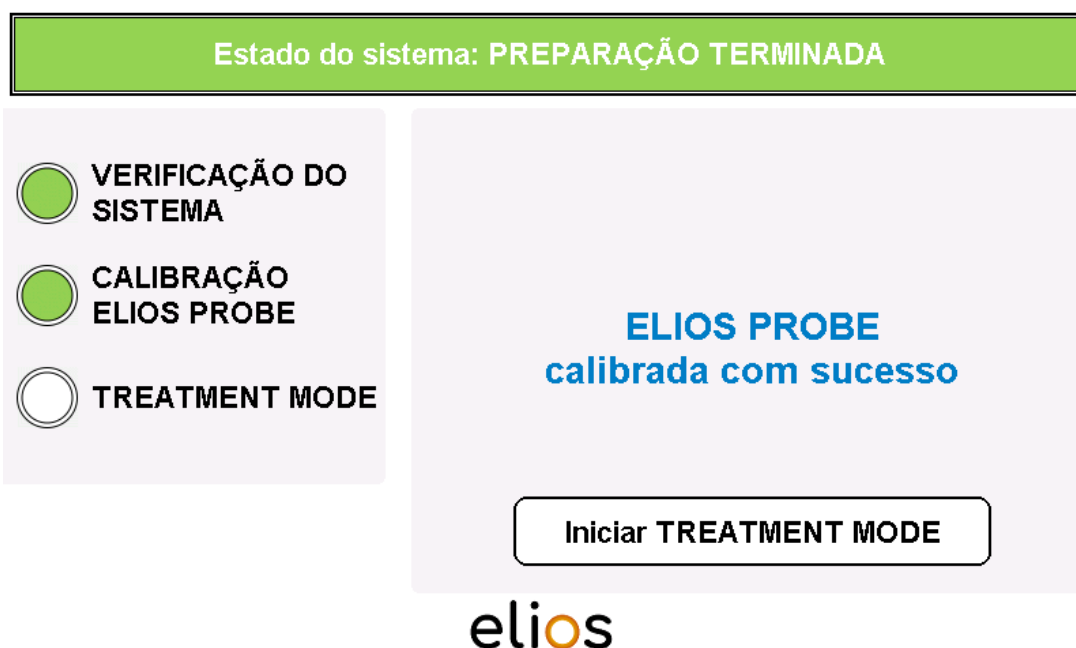 Estado do sistema: PREPARAÇÃO TERMINADA
VERIFICAÇÃO DO
SISTEMA
CALIBRAÇÃO
ELIOS PROBE
TREATMENT MODE
ELIOS PROBE
calibrada com sucesso
Iniciar TREATMENT MODE
elios